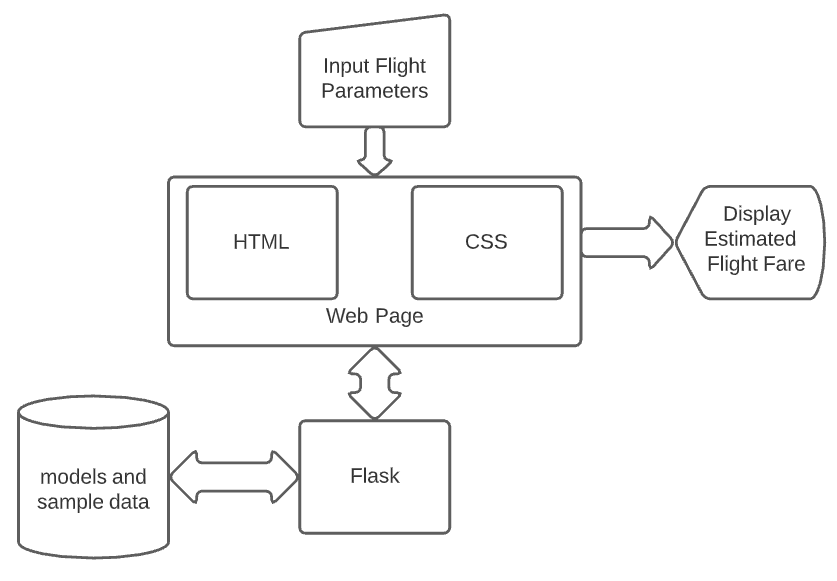 Input Flight
Parameters
HTML
CSS
Web Page
Display
Estimated
Flight Fare
models and
sample data
Flask